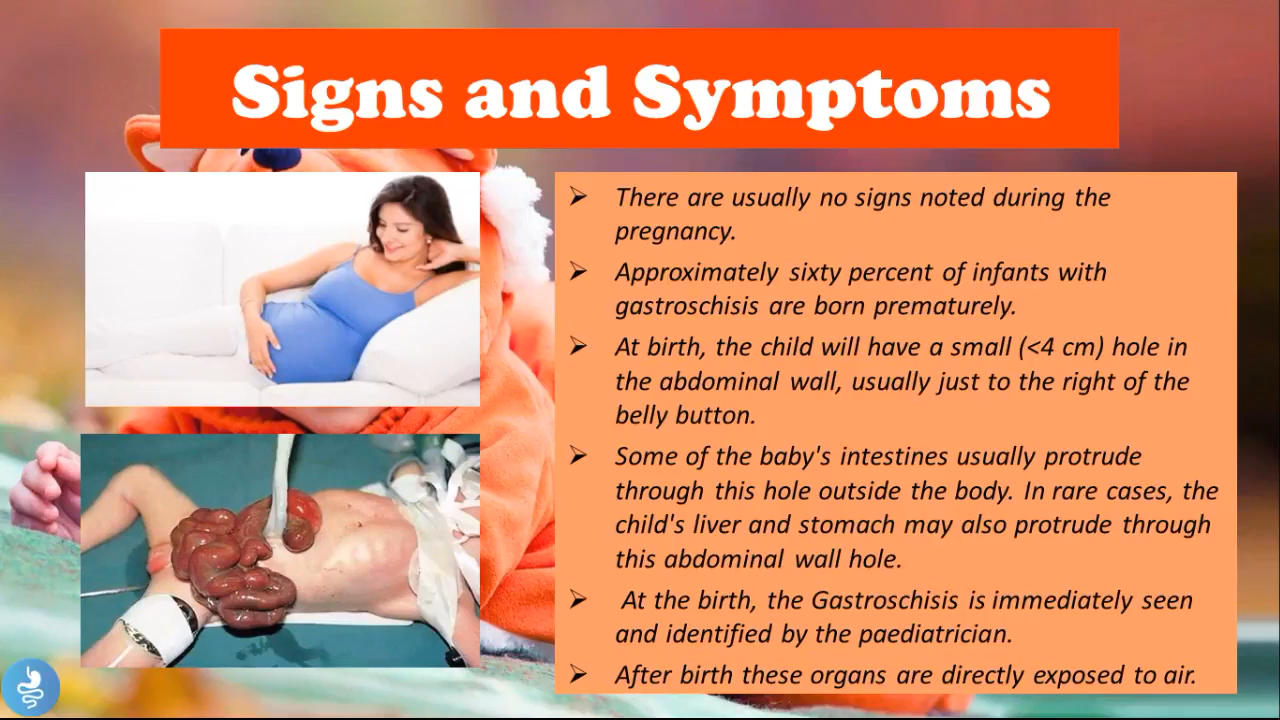 Signs and Symptoms
There are usually no signs noted during the
pregnancy.
Approximately sixty percent of infants with
gastroschisis are born prematurely.
At birth, the child will have a small (<4 cm) hole in
the abdominal wall, usually just to the right of the
belly button.
Some of the baby's intestines usually protrude
through this hole outside the body. In rare cases, the
child's liver and stomach may also protrude through
this abdominal wall hole.
At the birth, the Gastroschisis is immediately seen
and identified by the paediatrician.
After birth these organs are directly exposed to air.